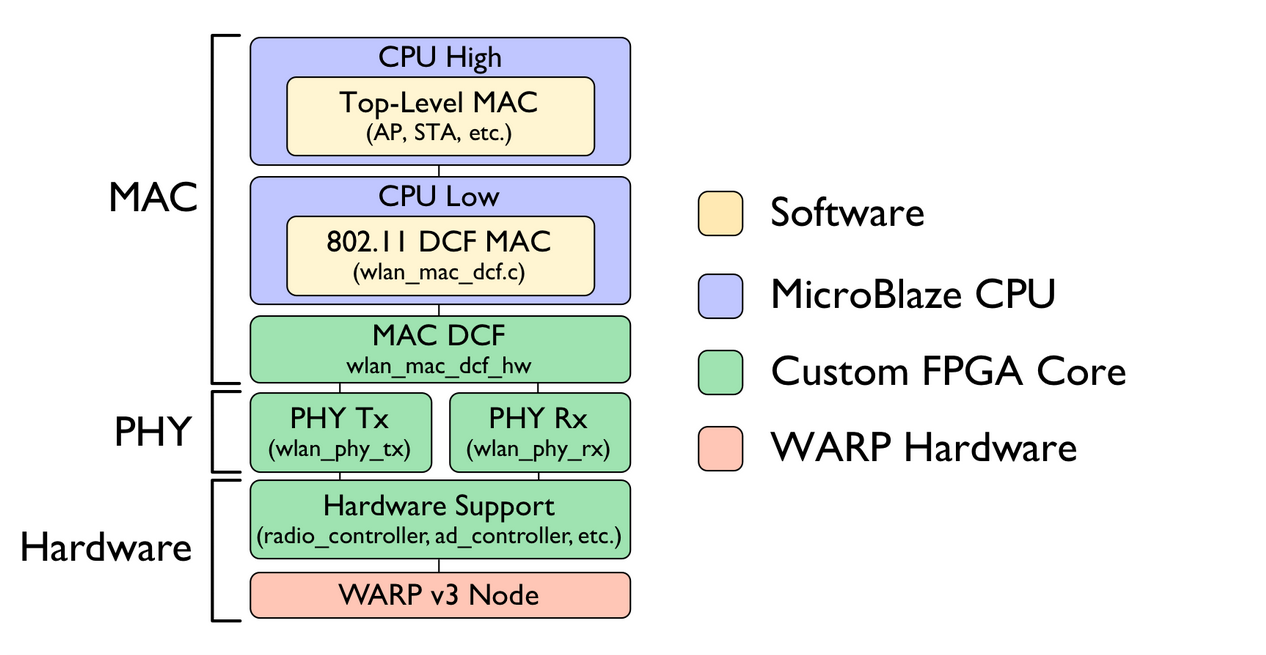 MAC
CPU High
Top-Level MAC
(AP, STA, etc.)
CPU Low
802.11 DCF MAC
(wlan_mac_dcf.c)
MAC DCF
wlan_mac_dcf_hw
PHY
PHY Tx
(wlan_phy_tx)
PHY Rx
(wlan_phy_rx)
Hardware
Hardware Support
(radio_controller, ad_controller, etc.)
WARP v3 Node
Software
MicroBlaze CPU
Custom FPGA Core
WARP Hardware